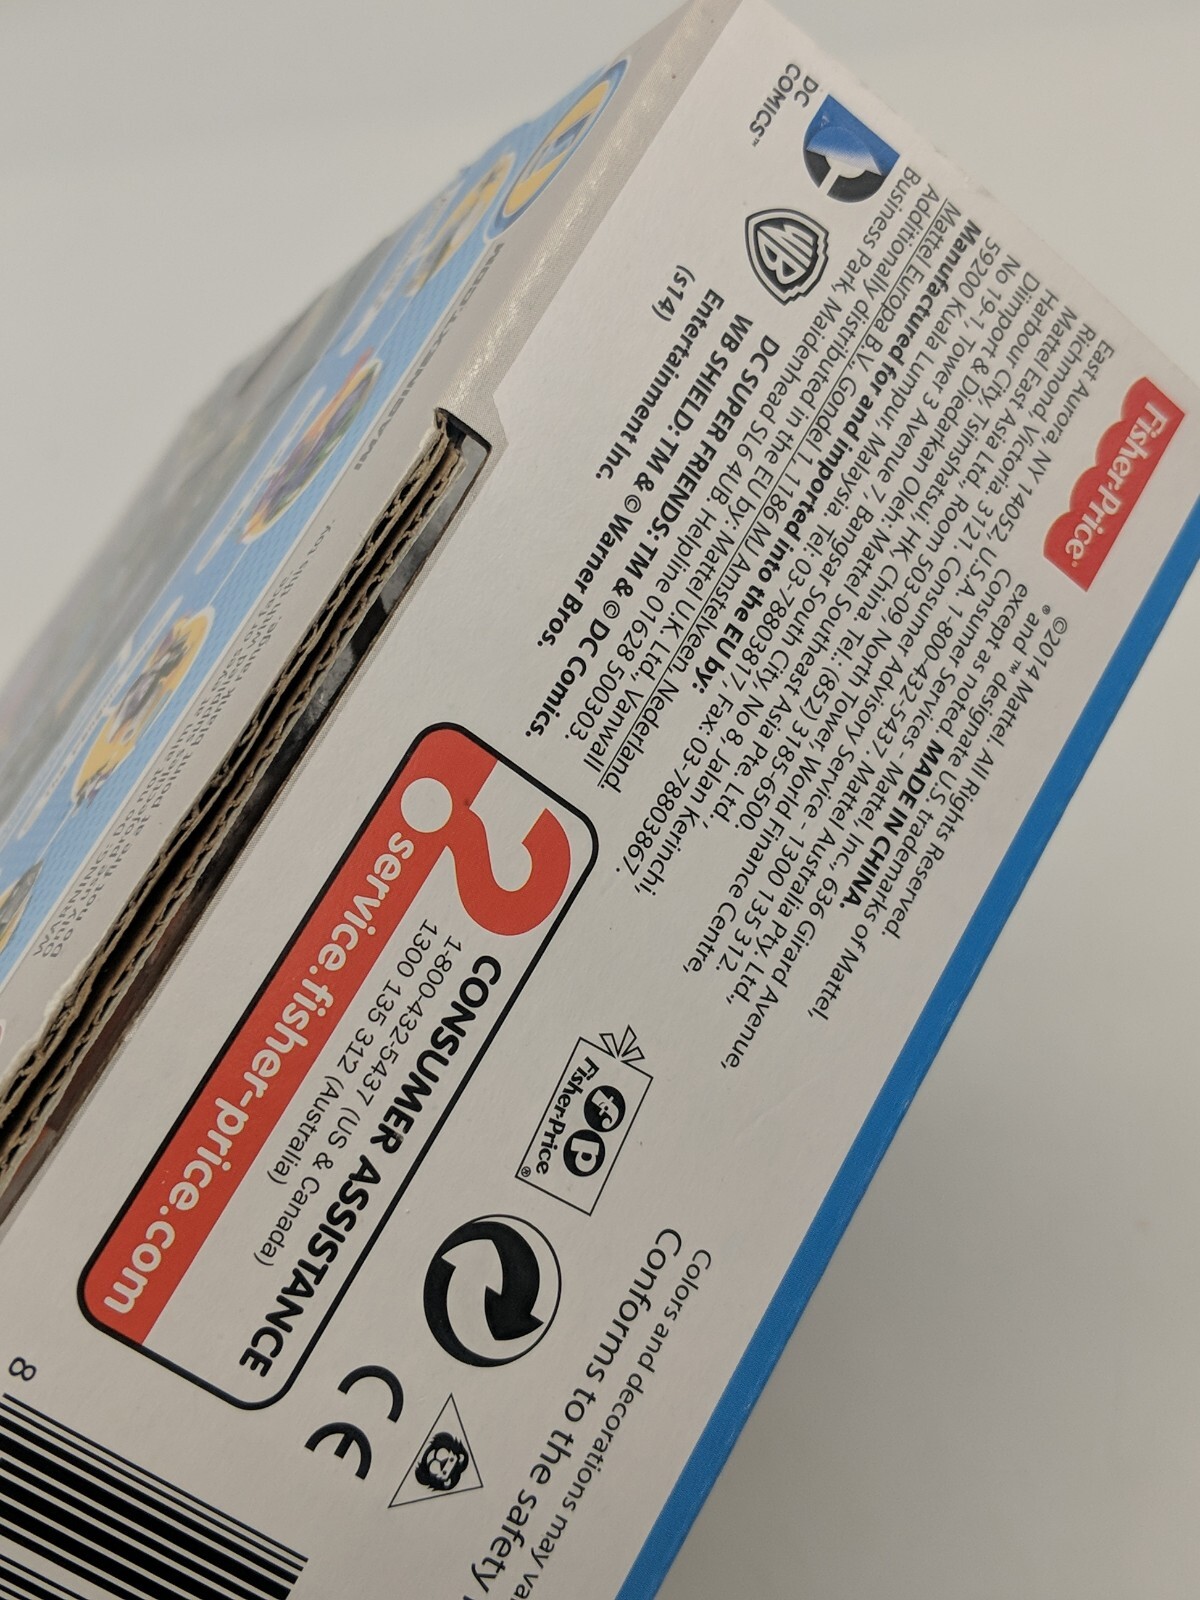 Fisher-Price®
©2014 Mattel. All Rights Reserved.
® and ™ designate U.S. trademarks of Mattel,
except as noted. MADE IN CHINA.
Consumer Services - Mattel, Inc., 636 Girard Avenue,
East Aurora, NY 14052, U.S.A. 1-800-432-5437. Mattel Australia Pty. Ltd.,
Richmond, Victoria. 3121. Consumer Advisory Service - 1300 135 312.
Mattel East Asia Ltd., Room 503-09, North Tower, World Finance Centre,
Harbour City, Tsimshatsui, HK, China. Tel.: (852) 3185-6500.
Diimport & Diedarkan Oleh: Mattel Southeast Asia Pte. Ltd.,
No 19-1, Tower 3 Avenue 7, Bangsar South City, No 8, Jalan Kerinchi,
59200 Kuala Lumpur, Malaysia. Tel: 03-78803817, Fax: 03-78803867.
Manufactured for and imported into the EU by:
Mattel Europa B.V., Gondel 1, 1186 MJ Amstelveen, Nederland.
Additionally distributed in the EU by: Mattel U.K. Ltd, Vanwall
Business Park, Maidenhead SL6 4UB. Helpline 01628 500303.
DC COMICS™
WB
DC SUPER FRIENDS: TM & © DC Comics.
WB SHIELD: TM & © Warner Bros.
Entertainment Inc.
(s14)
CONSUMER ASSISTANCE
1-800-432-5437 (US & Canada)
1300 135 312 (Australia)
service.fisher-price.com
fp
Fisher-Price®
CE
Colors and decorations may
Conforms to the safety
8